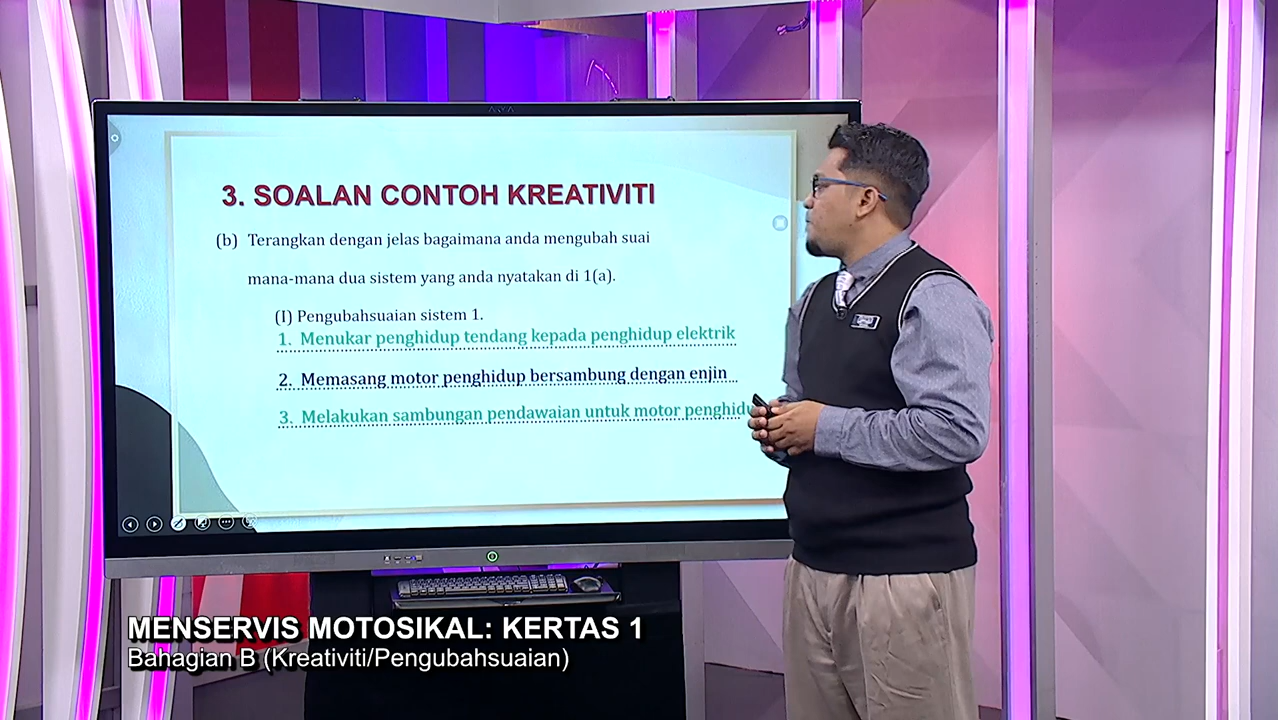 3. SOALAN CONTOH KREATIVITI
(b) Terangkan dengan jelas bagaimana anda mengubah suai
mana-mana dua sistem yang anda nyatakan di 1(a).
(I) Pengubahsuaian sistem 1.
1. Menukar penghidup tendang kepada penghidup elektrik
2. Memasang motor penghidup bersambung dengan enjin
3. Melakukan sambungan pendawaian untuk motor penghidu
MENSERVIS MOTOSIKAL: KERTAS 1
Bahagian B (Kreativiti/Pengubahsuaian)